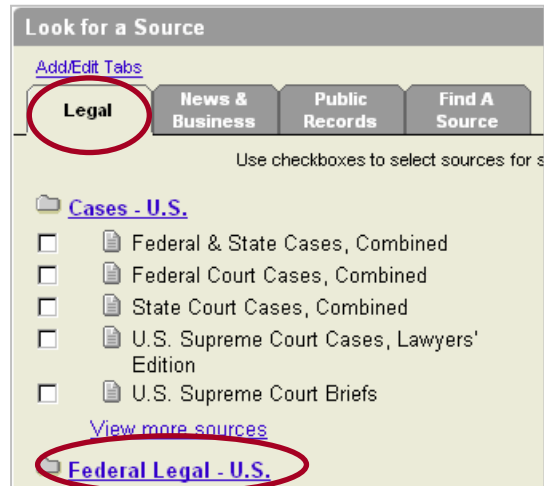 Look for a Source
Add/Edit Tabs
Legal
News & Business
Public Records
Find A Source
Use checkboxes to select sources for s
Cases - U.S.
Federal & State Cases, Combined
Federal Court Cases, Combined
State Court Cases, Combined
U.S. Supreme Court Cases, Lawyers'
Edition
U.S. Supreme Court Briefs
View more sources
Federal Legal - U.S.